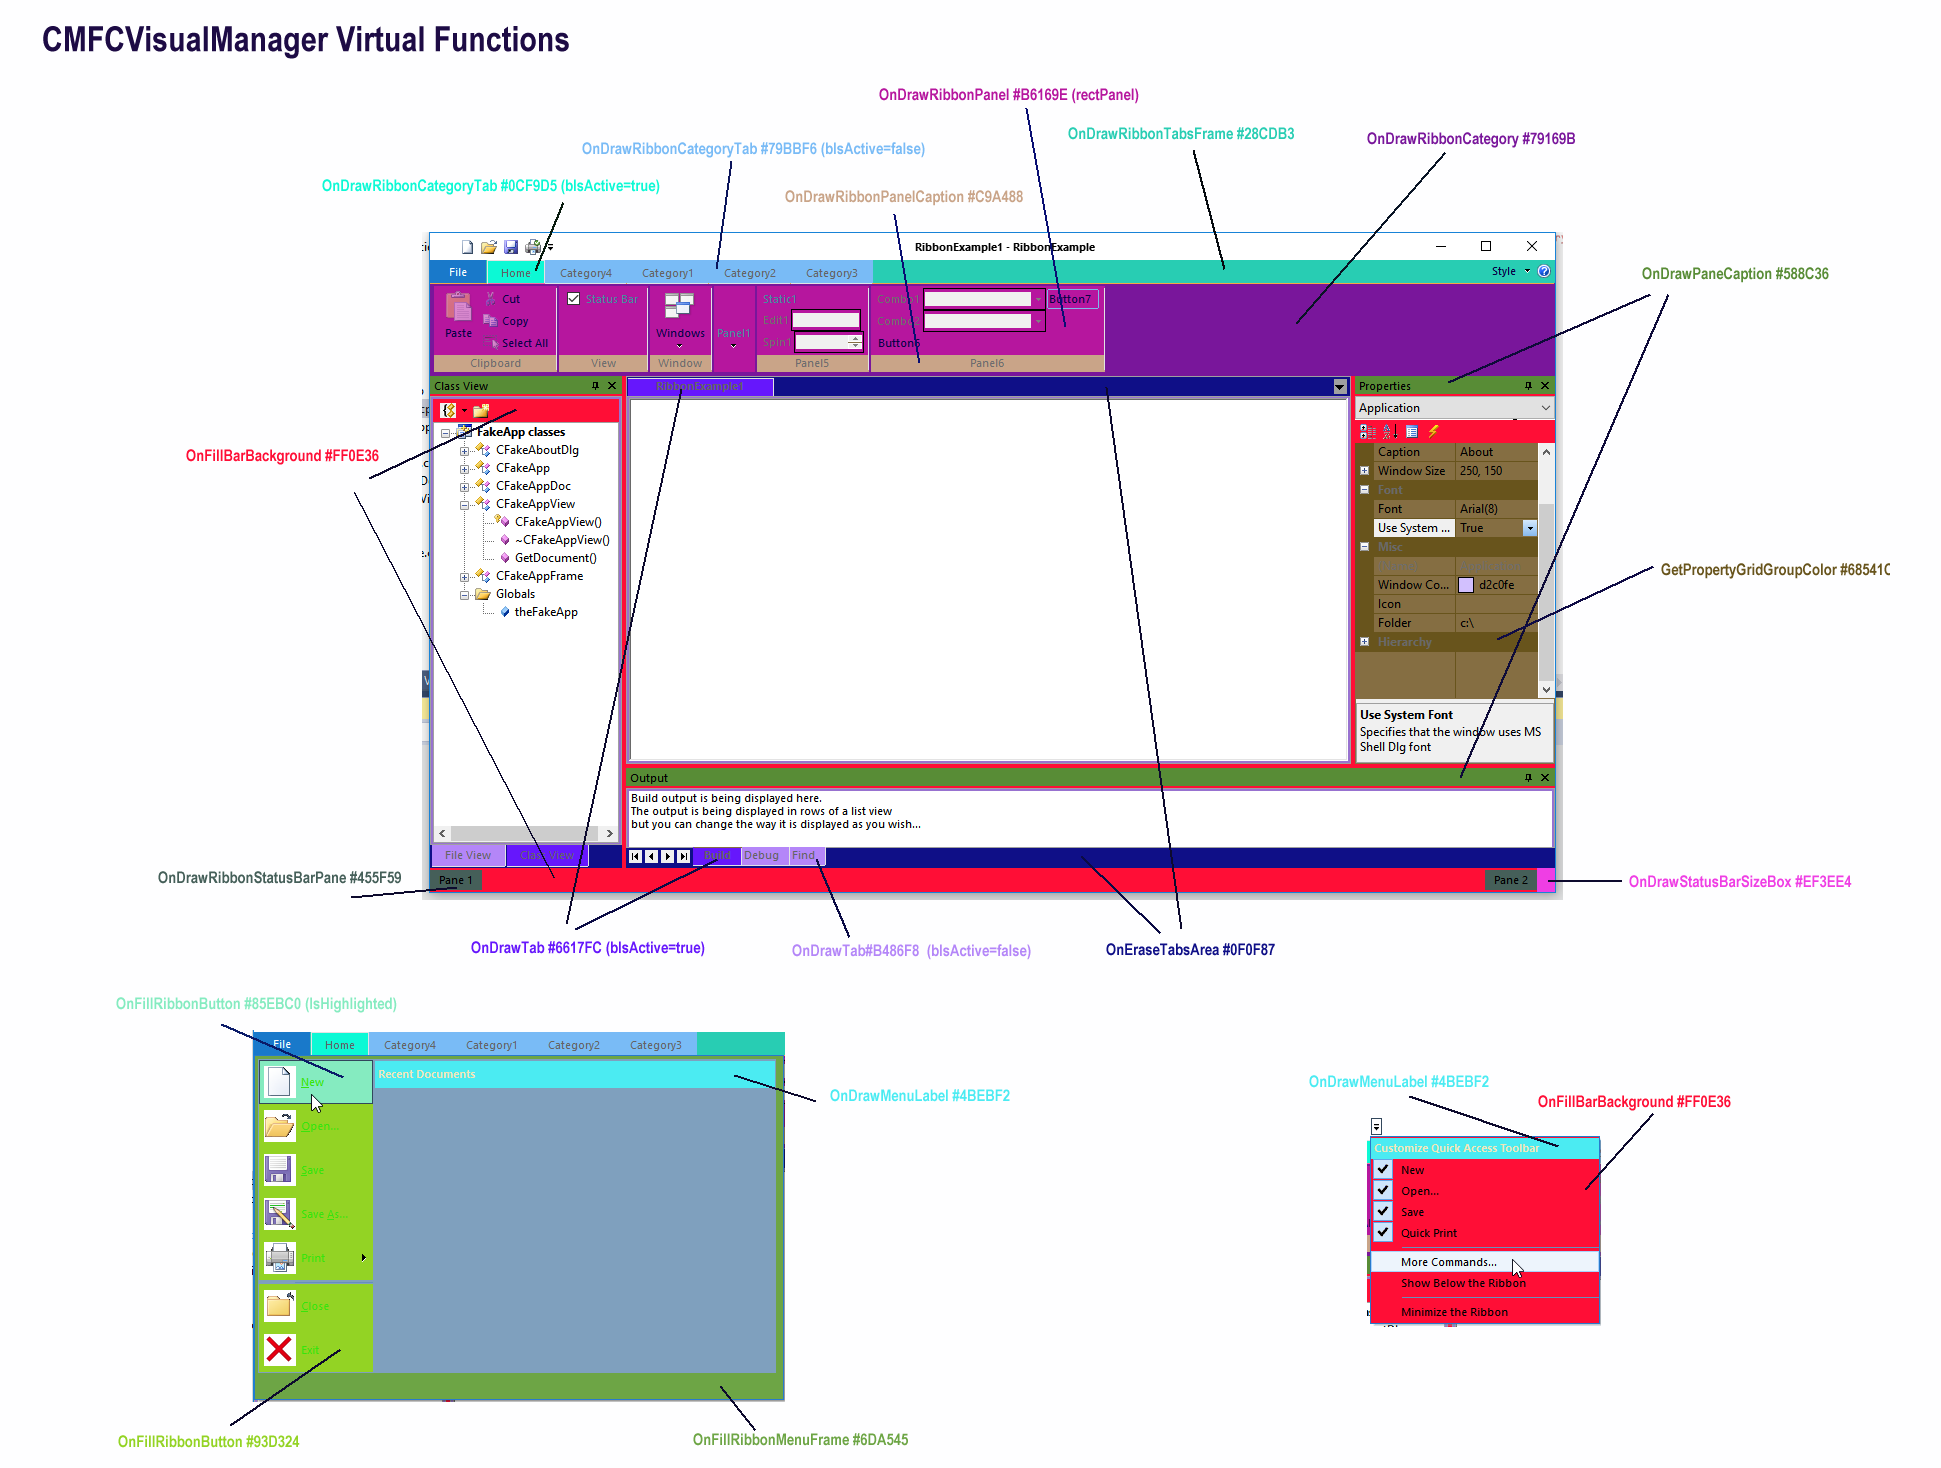 CMFCVisualManager Virtual Functions
OnDrawRibbonPanel #B6169E (rectPanel)
OnDrawRibbonTabsFrame #28CDB3
OnDrawRibbonCategory #79169B
OnDrawRibbonCategoryTab #79BBF6 (bIsActive=false)
OnDrawRibbonCategoryTab #0CF9D5 (bIsActive=true)
OnDrawRibbonPanelCaption #C9A488
RibbonExample1 - RibbonExample
File Home Category4 Category1 Category2 Category3 Style
OnDrawPaneCaption #588C36
Paste
Cut
Copy
Select All
Clipboard
Status Bar
View
Windows
Window
Panel1
Static1
Edit1
Spin1
Panel5
Combo1
Button7
Panel6
Class View
RibbonExample1
Properties
Application
OnFillBarBackground #FF0E36
FakeApp classes
CFakeAboutDlg
CFakeApp
CFakeAppDoc
CFakeAppView
CFakeAppView()
~CFakeAppView()
GetDocument()
CFakeAppFrame
Globals
theFakeApp
Caption About
Window Size 250, 150
Font
Font Arial(8)
Use System ... True
Misc
Window Co... d2c0fe
Icon
Folder c:\
Hierarchy
GetPropertyGridGroupColor #68541C
Use System Font
Specifies that the window uses MS
Shell Dlg font
Output
Build output is being displayed here.
The output is being displayed in rows of a list view
but you can change the way it is displayed as you wish...
File View Class View
Build Debug Find
Pane 1 Pane 2
OnDrawRibbonStatusBarPane #455F59
OnDrawStatusBarSizeBox #EF3EE4
OnDrawTab #6617FC (bIsActive=true)
OnDrawTab#B486F8 (bIsActive=false)
OnEraseTabsArea #0F0F87
OnFillRibbonButton #85EBC0 (IsHighlighted)
File Home Category4 Category1 Category2 Category3
New
Open...
Save
Save As...
Print
Close
Exit
Recent Documents
OnDrawMenuLabel #4BEBF2
OnFillRibbonButton #93D324
OnFillRibbonMenuFrame #6DA545
OnDrawMenuLabel #4BEBF2
OnFillBarBackground #FF0E36
Customize Quick Access Toolbar
New
Open...
Save
Quick Print
More Commands...
Show Below the Ribbon
Minimize the Ribbon